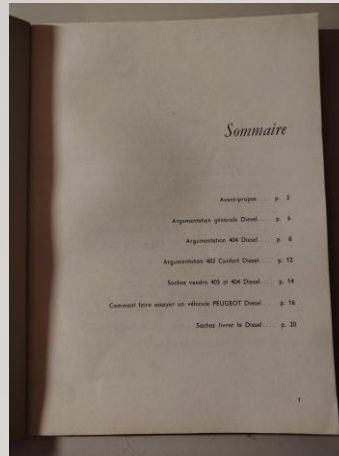 Sommaire
Avant-propos .... p. 3
Argumentation générale Diesel .... p. 6
Argumentation 404 Diesel .... p. 8
Argumentation 403 Confort Diesel .... p. 12
Sachez vendre 403 et 404 Diesel .... p. 14
Comment faire essayer un véhicule PEUGEOT Diesel .... p. 16
Sachez livrer le Diesel .... p. 20
1